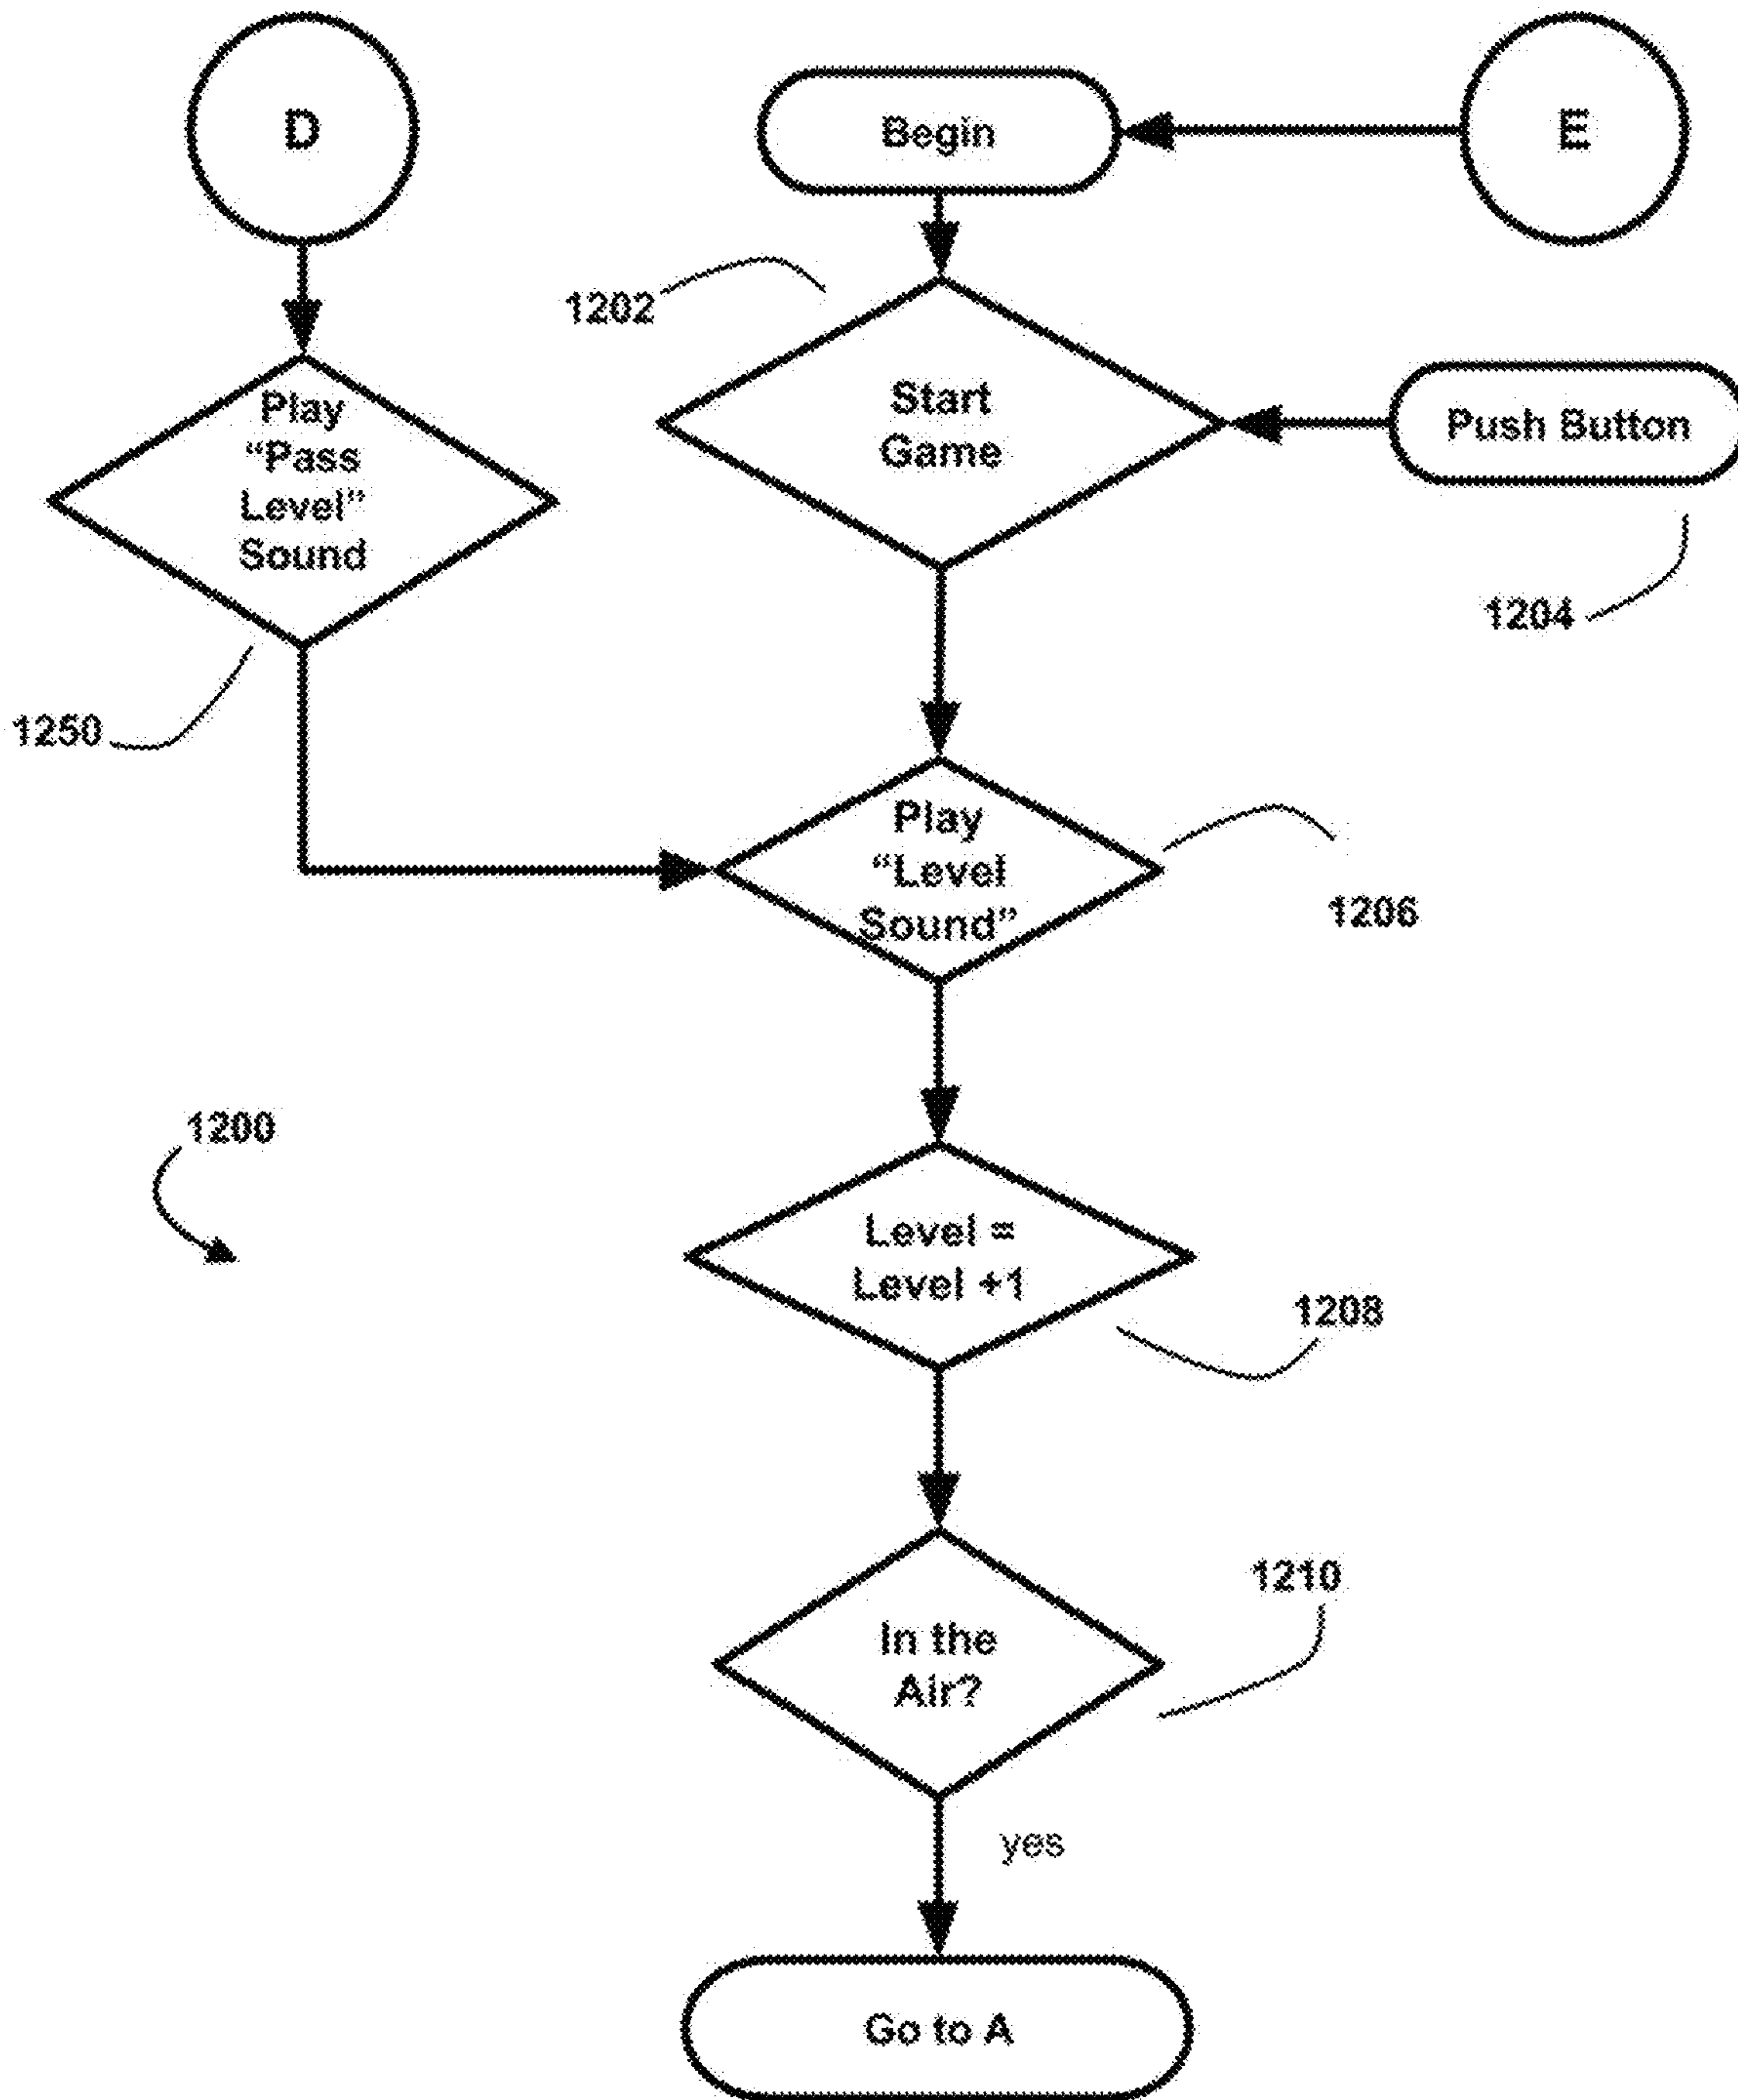 D
Begin
E
1202
Start
Game
Push Button
1204
Play
“Pass
Level”
Sound
1250
Play
“Level
Sound”
1206
1200
Level =
Level +1
1208
In the
Air?
1210
yes
Go to A